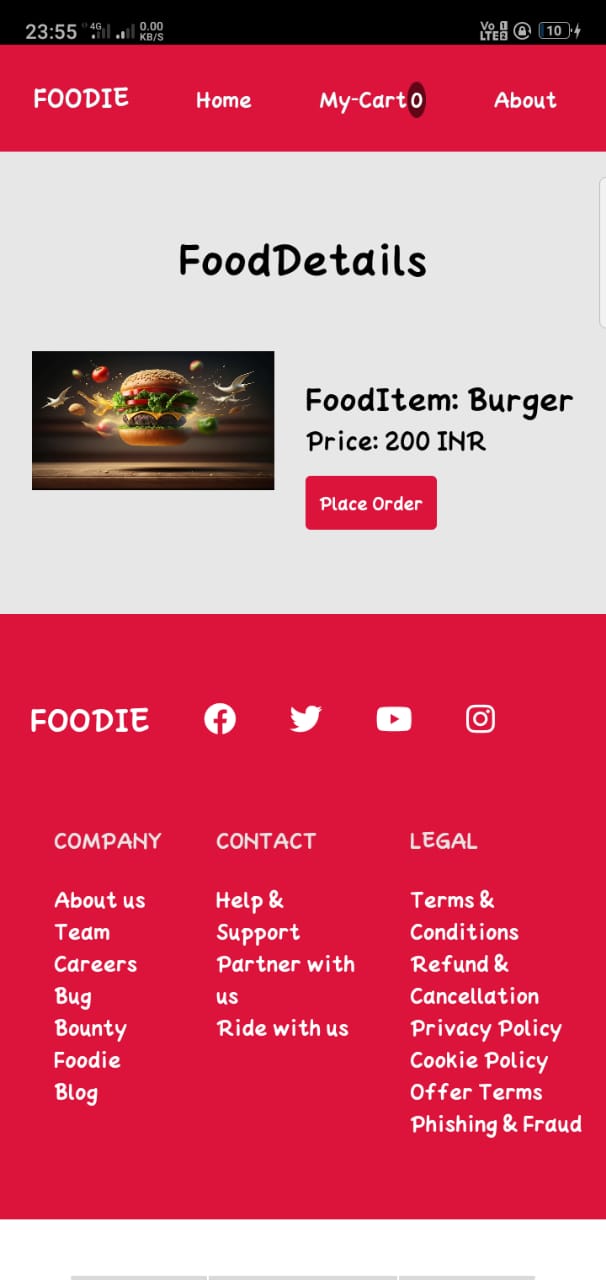 23:55 4G 0.00 KB/S Vo LTE 1 2 10
FOODIE Home My-Cart 0 About
FoodDetails
FoodItem: Burger
Price: 200 INR
Place Order
FOODIE
COMPANY
About us
Team
Careers
Bug
Bounty
Foodie
Blog
CONTACT
Help &
Support
Partner with
us
Ride with us
LEGAL
Terms &
Conditions
Refund &
Cancellation
Privacy Policy
Cookie Policy
Offer Terms
Phishing & Fraud